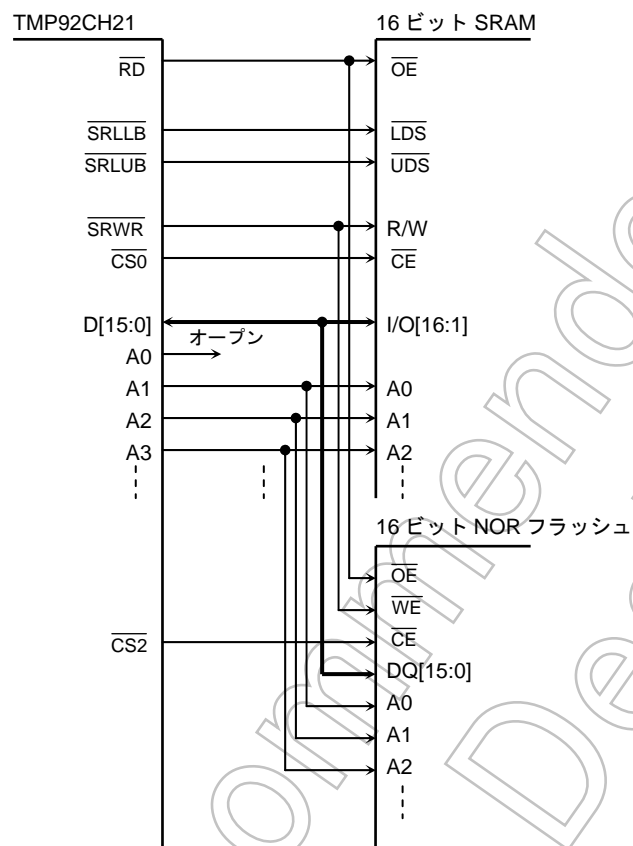 TMP92CH21 16 ビット SRAM
RD OE
SRLLB LDS
SRLUB UDS
SRWR R/W
CS0 CE
D[15:0] I/O[16:1]
オープン
A0
A1 A0
A2 A1
A3 A2
16 ビット NOR フラッシュ
OE
WE
CS2 CE
DQ[15:0]
A0
A1
A2